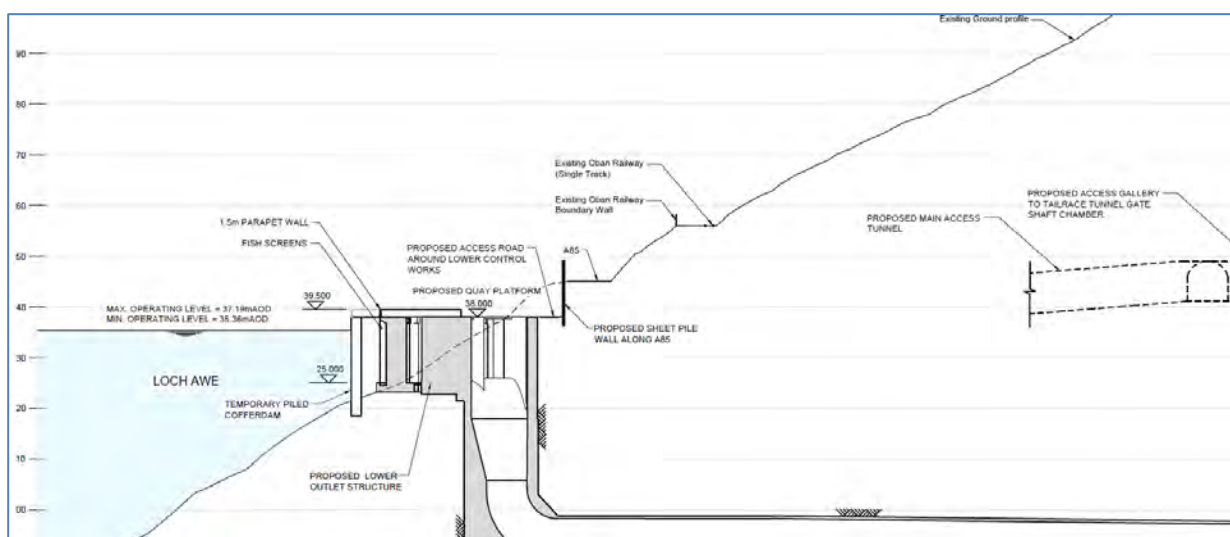 Existing Ground profile
90
80
70
60
50
40
30
20
10
00
Existing Oban Railway
(Single Track)
Existing Oban Railway
Boundary Wall
1.5m PARAPET WALL
FISH SCREENS
PROPOSED ACCESS ROAD
AROUND LOWER CONTROL
WORKS
A85
PROPOSED QUAY PLATFORM
PROPOSED MAIN ACCESS
TUNNEL
PROPOSED ACCESS GALLERY
TO TAILRACE TUNNEL GATE
SHAFT CHAMBER
MAX. OPERATING LEVEL = 37.19mAOD
MIN. OPERATING LEVEL = 35.36mAOD
39.500
38.000
PROPOSED SHEET PILE
WALL ALONG A85
LOCH AWE
25.000
TEMPORARY PILED
COFFERDAM
PROPOSED LOWER
OUTLET STRUCTURE